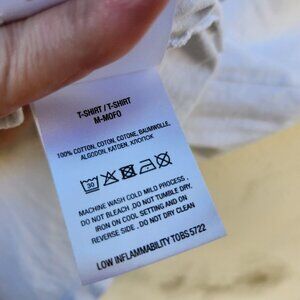 T-SHIRT / T-SHIRT
M-MOFO
100% COTTON, COTON, COTONE, BAUMWOLLE,
ALGODON, KATOEN, ХЛОПОК
30
MACHINE WASH COLD MILD PROCESS .
DO NOT BLEACH . DO NOT TUMBLE DRY.
IRON ON COOL SETTING AND ON
REVERSE SIDE . DO NOT DRY CLEAN
LOW INFLAMMABILITY TOBS 5722